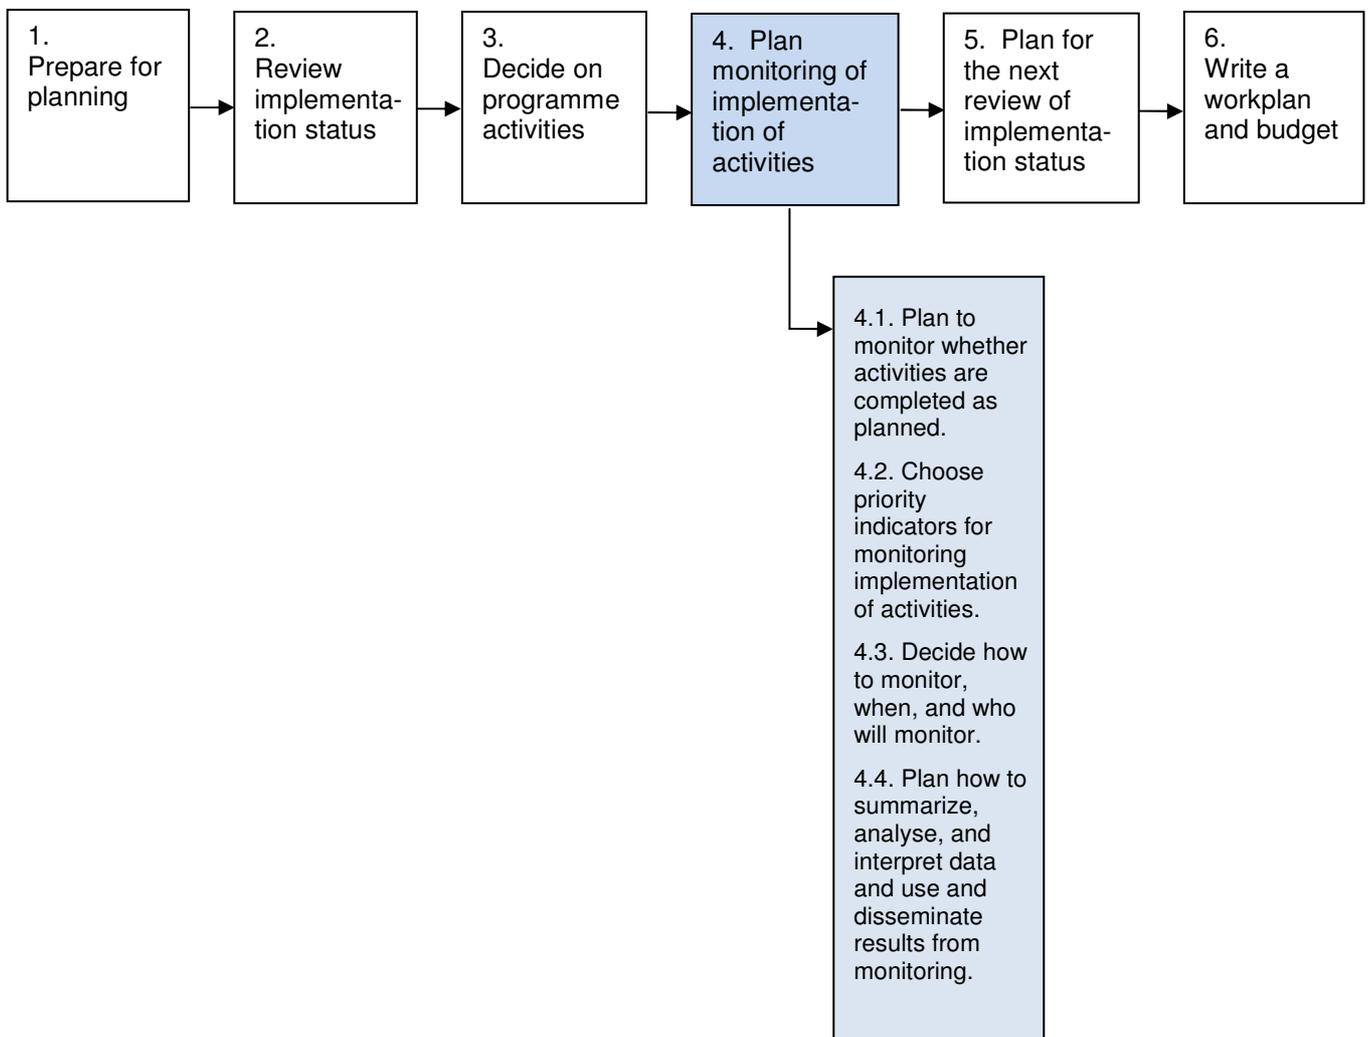 1.
Prepare for
planning
2.
Review
implementa-
tion status
3.
Decide on
programme
activities
4.  Plan
monitoring of
implementa-
tion of
activities
5.  Plan for
the next
review of
implementa-
tion status
6.
Write a
workplan
and budget
4.1. Plan to
monitor whether
activities are
completed as
planned.
4.2. Choose
priority
indicators for
monitoring
implementation
of activities.
4.3. Decide how
to monitor,
when, and who
will monitor.
4.4. Plan how to
summarize,
analyse, and
interpret data
and use and
disseminate
results from
monitoring.